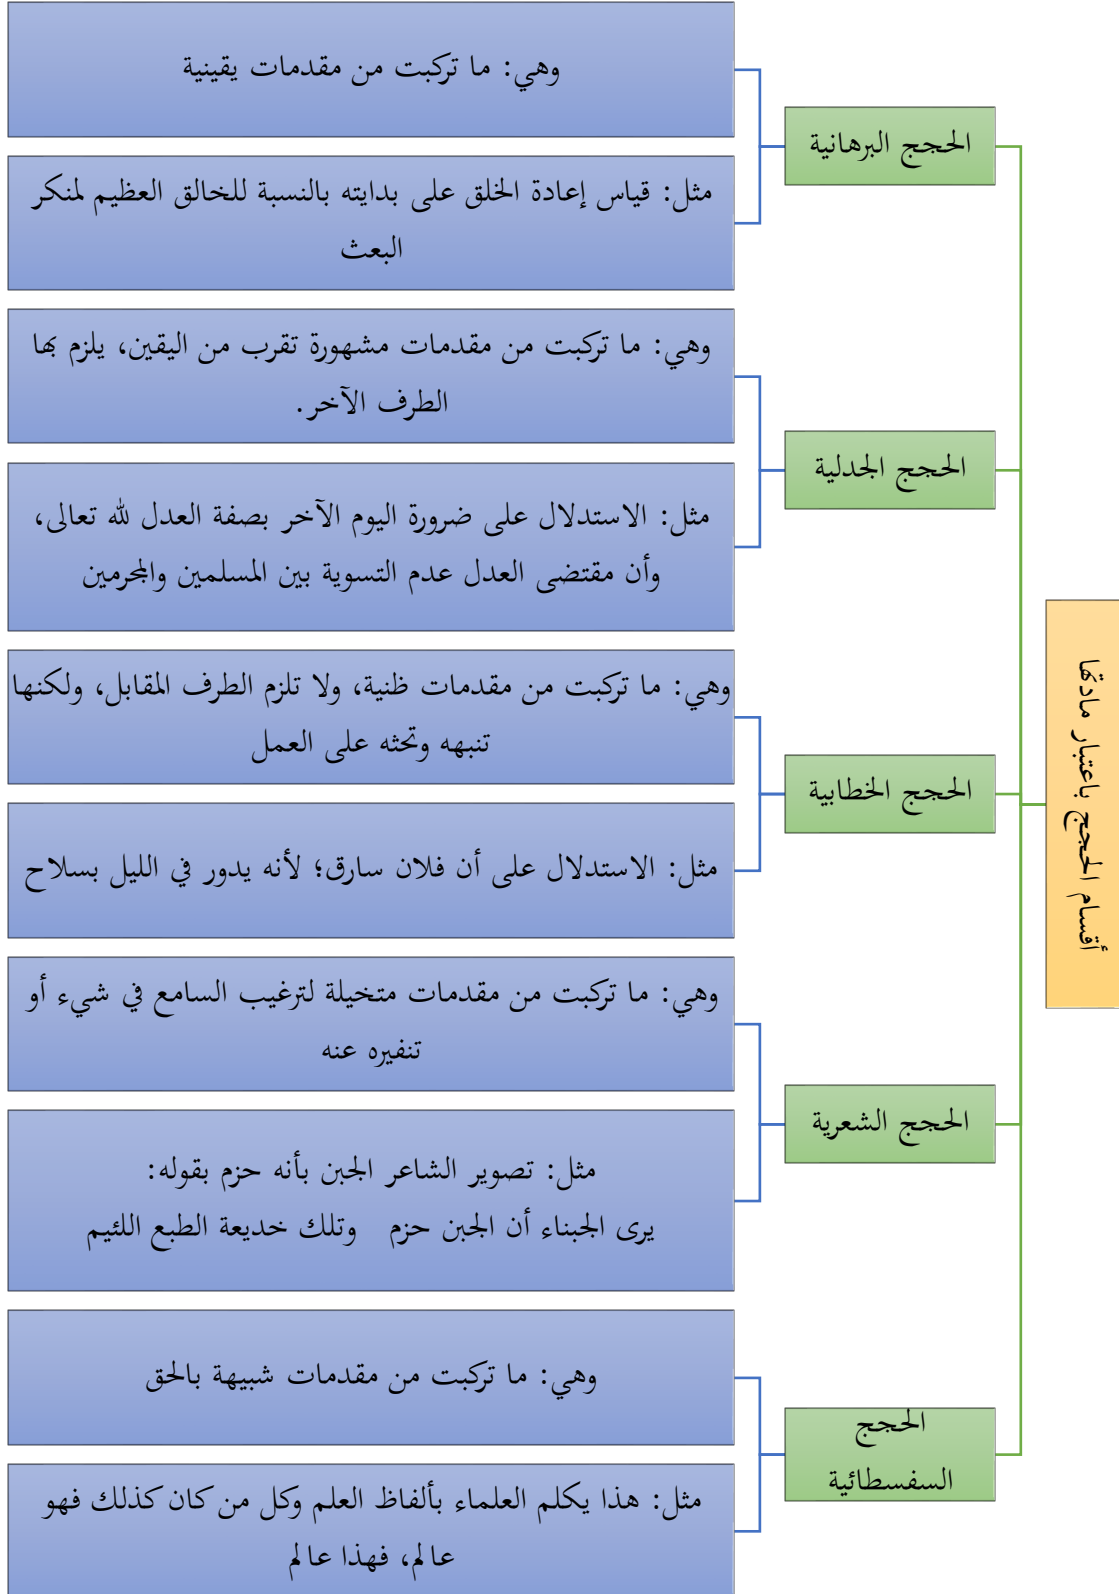 أقسام الحجج باعتبار مادتها
الحجج البرهانية
وهي: ما تركبت من مقدمات يقينية
مثل: قياس إعادة الخلق على بدايته بالنسبة للخالق العظيم لمنكر
البعث
الحجج الجدلية
وهي: ما تركبت من مقدمات مشهورة تقرب من اليقين، يلزم بها
الطرف الآخر.
مثل: الاستدلال على ضرورة اليوم الآخر بصفة العدل لله تعالى،
وأن مقتضى العدل عدم التسوية بين المسلمين والمجرمين
الحجج الخطابية
وهي: ما تركبت من مقدمات ظنية، ولا تلزم الطرف المقابل، ولكنها
تنبهه وتحثه على العمل
مثل: الاستدلال على أن فلان سارق؛ لأنه يدور في الليل بسلاح
الحجج الشعرية
وهي: ما تركبت من مقدمات متخيلة لترغيب السامع في شيء أو
تنفيره عنه
مثل: تصوير الشاعر الجبن بأنه حزم بقوله:
يرى الجبناء أن الجبن حزم وتلك خديعة الطبع اللئيم
الحجج
السفسطائية
وهي: ما تركبت من مقدمات شبيهة بالحق
مثل: هذا يكلم العلماء بألفاظ العلم وكل من كان كذلك فهو
عالم، فهذا عالم